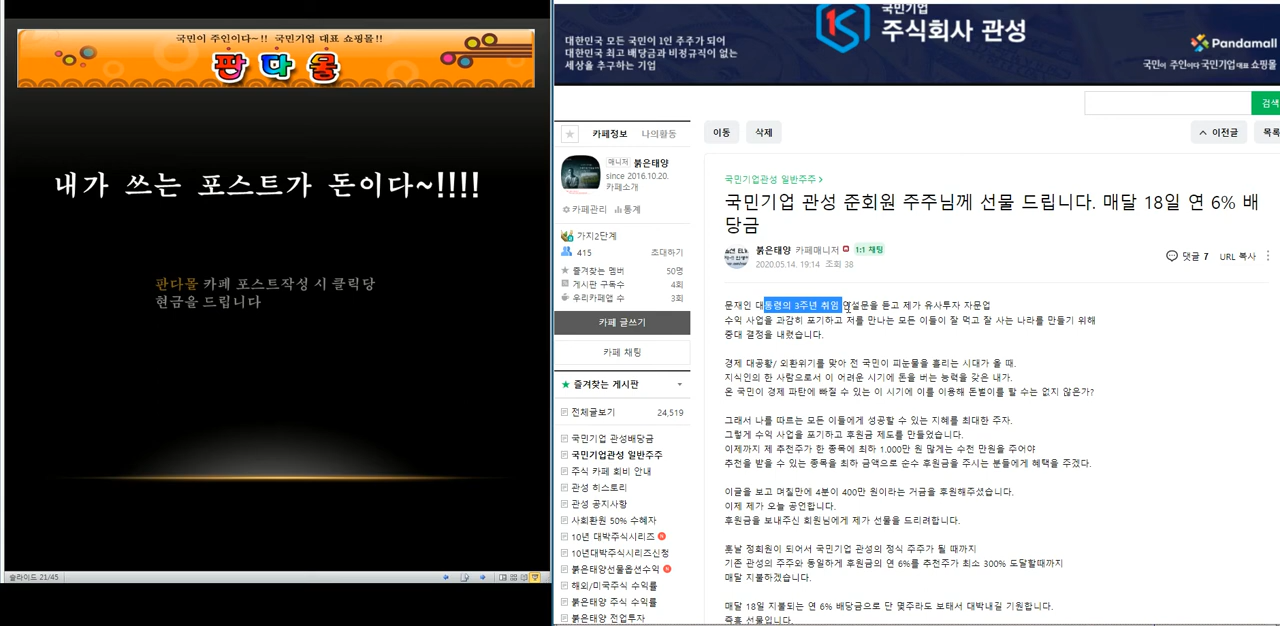 국민이 주인이다~!! 국민기업 대표 쇼핑몰!!
판다몰
내가 쓰는 포스트가 돈이다~!!!!
판다몰 카페 포스트작성 시 클릭당
현금을 드립니다
슬라이드 21/45
대한민국 모든 국민이 1인 주주가 되어
대한민국 최고 배당금과 비정규직이 없는
세상을 추구하는 기업
국민기업
주식회사 관성
Pandamall
국민이 주인이다 국민기업 대표 쇼핑몰
검색
카페정보 나의활동
매니저 붉은태양
since 2016.10.20.
카페소개
카페관리 통계
가지2단계
415 초대하기
즐겨찾는 멤버 50명
게시판 구독수 4회
우리카페앱 수 3회
카페 글쓰기
카페 채팅
즐겨찾는 게시판
전체글보기 24,519
국민기업 관성배당금
국민기업관성 일반주주
주식 카페 회비 안내
관성 히스토리
관성 공지사항
사회환원 50% 수혜자
10년 대박주식시리즈 N
10년대박주식시리즈신청
붉은태양선물옵션수익 N
해외/미국주식 수익률
붉은태양 주식 수익률
붉은태양 전업투자
이동 삭제
이전글 목록
국민기업관성 일반주주 >
국민기업 관성 준회원 주주님께 선물 드립니다. 매달 18일 연 6% 배
당금
붉은태양 카페매니저 1:1 채팅
2020.05.14. 19:14 조회 38
댓글 7 URL 복사
문재인 대통령의 3주년 취임 연설문을 듣고 제가 유사투자 자문업
수익 사업을 과감히 포기하고 저를 만나는 모든 이들이 잘 먹고 잘 사는 나라를 만들기 위해
중대 결정을 내렸습니다.
경제 대공황/ 외환위기를 맞아 전 국민이 피눈물을 흘리는 시대가 올 때.
지식인의 한 사람으로서 이 어려운 시기에 돈을 버는 능력을 갖은 내가.
온 국민이 경제 파탄에 빠질 수 있는 이 시기에 이를 이용해 돈벌이를 할 수는 없지 않은가?
그래서 나를 따르는 모든 이들에게 성공할 수 있는 지혜를 최대한 주자.
그렇게 수익 사업을 포기하고 후원금 제도를 만들었습니다.
이제까지 제 추천주가 한 종목에 최하 1,000만 원 많게는 수천 만원을 주어야
추천을 받을 수 있는 종목을 최하 금액으로 순수 후원금을 주시는 분들에게 혜택을 주겠다.
이글을 보고 며칠만에 4분이 400만 원이라는 거금을 후원해주셨습니다.
이제 제가 오늘 공언합니다.
후원금을 보내주신 회원님에게 제가 선물을 드리려합니다.
훗날 정회원이 되어서 국민기업 관성의 정식 주주가 될 때까지
기존 관성의 주주와 동일하게 후원금의 연 6%를 추천주가 최소 300% 도달할때까지
매달 지불하겠습니다.
매달 18일 지불되는 연 6% 배당금으로 단 몇주라도 보태서 대박내길 기원합니다.
즉흥 선물입니다.